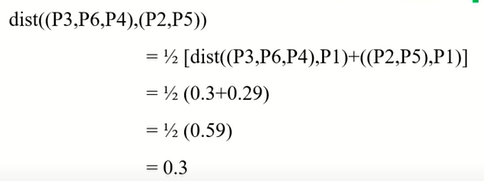 dist((P3,P6,P4),(P2,P5))
= ½ [dist((P3,P6,P4),P1)+((P2,P5),P1)]
= ½ (0.3+0.29)
= ½ (0.59)
= 0.3